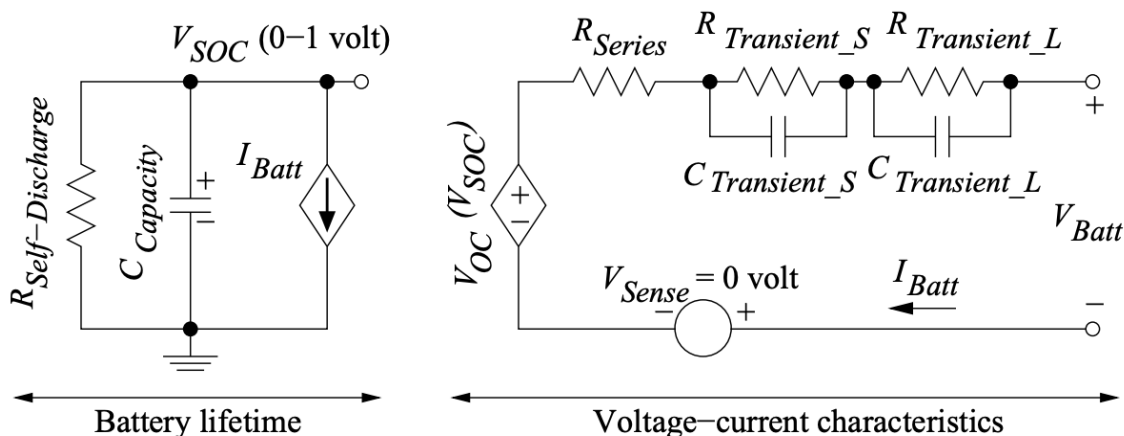 V_SOC (0−1 volt)
R_Self−Discharge
C_Capacity
+
−
I_Batt
Battery lifetime
R_Series
R_Transient_S
R_Transient_L
C_Transient_S
C_Transient_L
V_OC (V_SOC)
+
−
V_Sense = 0 volt
−
+
I_Batt
+
V_Batt
−
Voltage−current characteristics